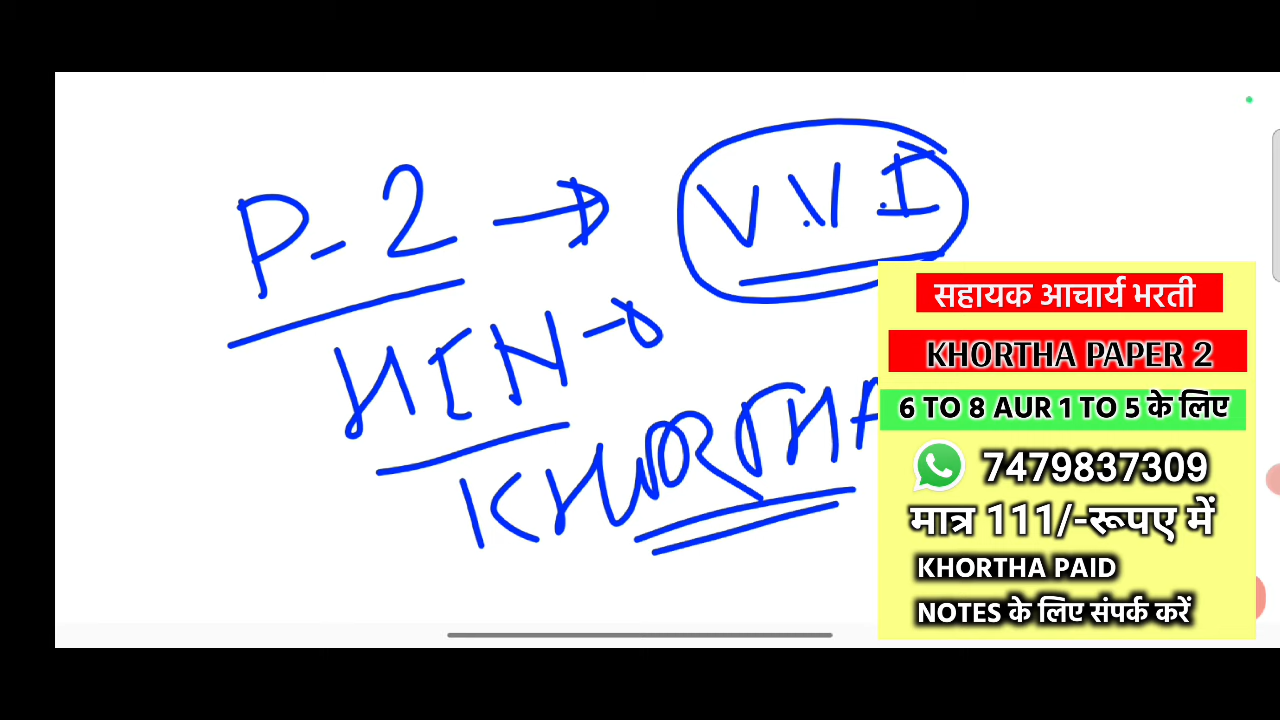 P-2 → V.V.I
HIN →
KHORTHA
सहायक आचार्य भरती
KHORTHA PAPER 2
6 TO 8 AUR 1 TO 5 के लिए
7479837309
मात्र 111/-रूपए में
KHORTHA PAID
NOTES के लिए संपर्क करें